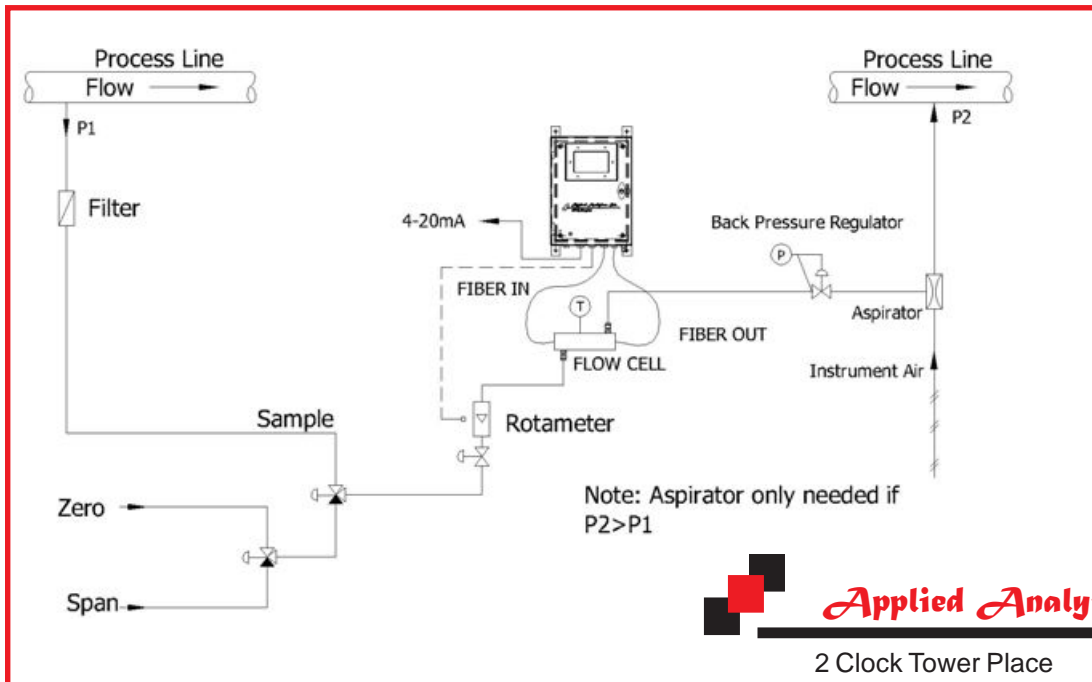 Process Line
Flow
P1
Filter
Process Line
Flow
P2
4-20mA
Back Pressure Regulator
P
FIBER IN
T
FIBER OUT
Aspirator
FLOW CELL
Instrument Air
Sample
Rotameter
Zero
Note: Aspirator only needed if
P2>P1
Span
Applied Analy
2 Clock Tower Place